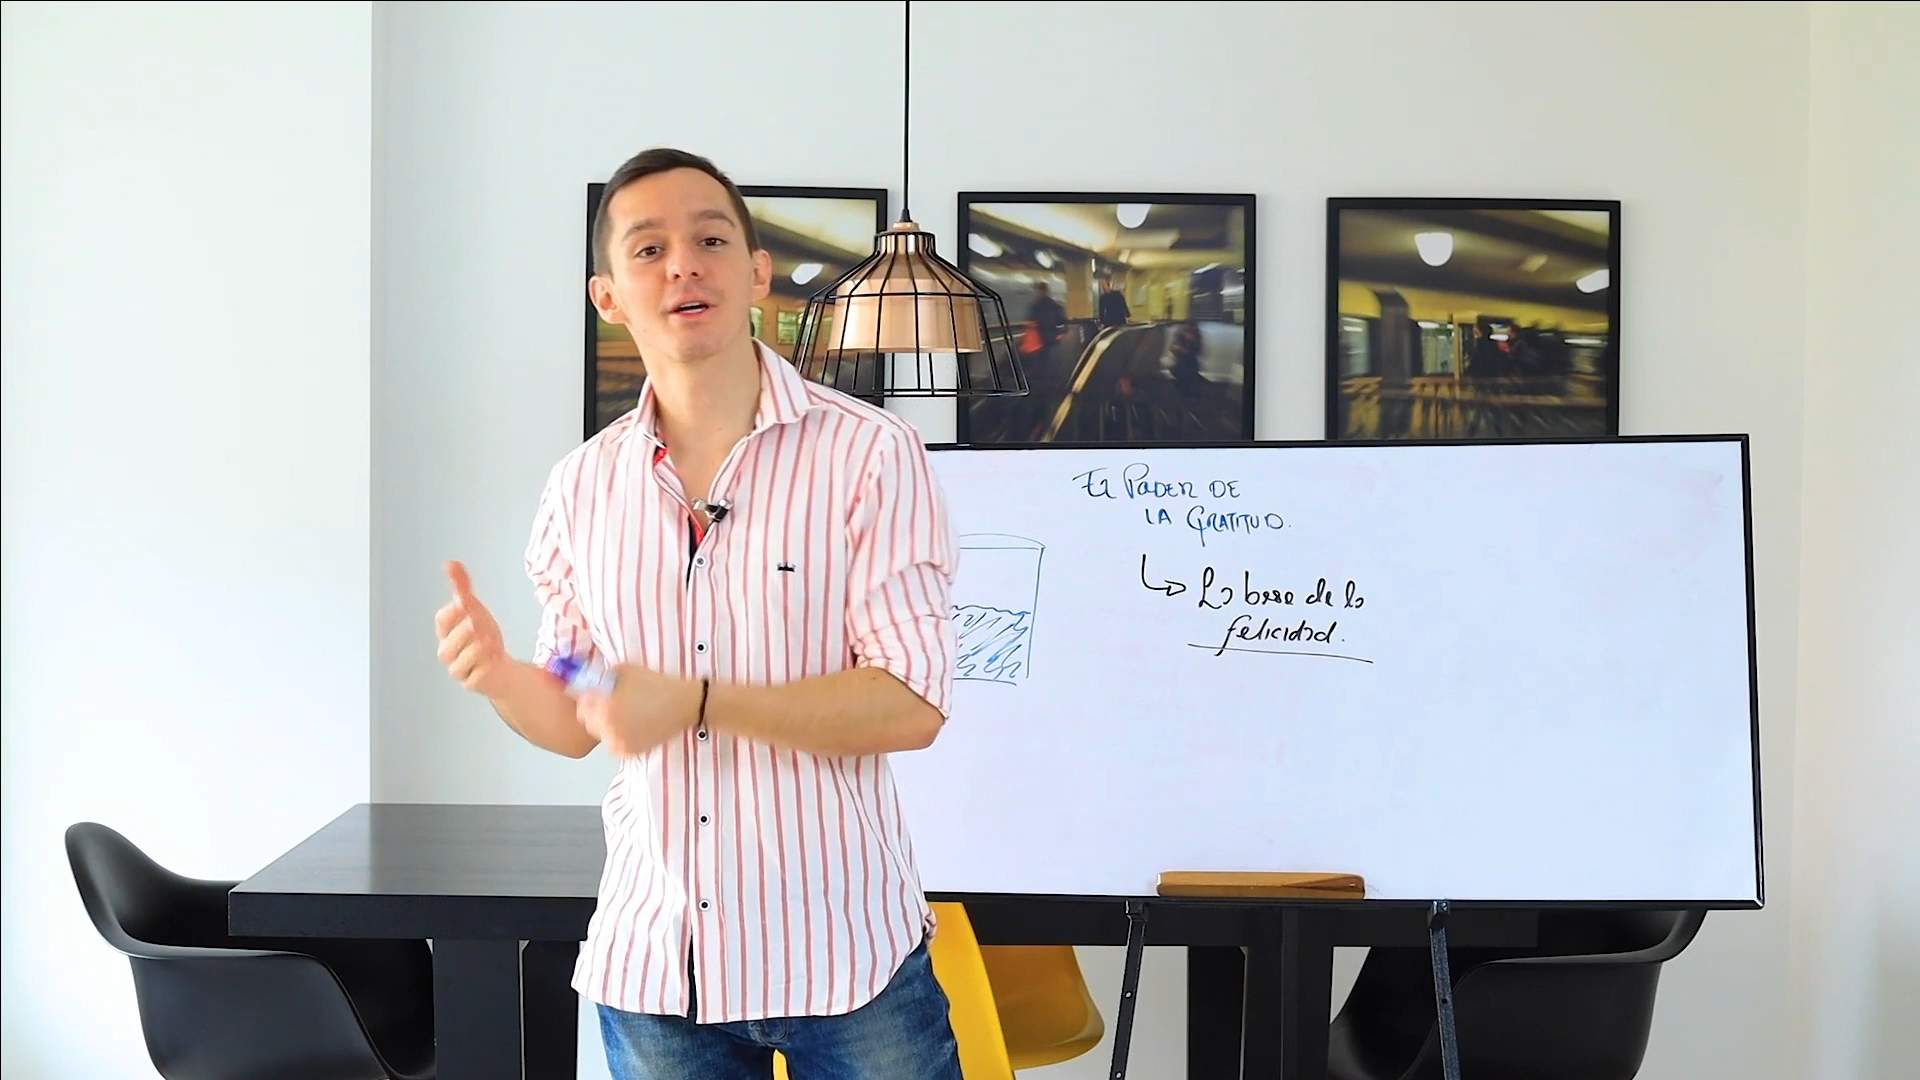 El PODER DE
LA GRATITUD.
La base de la
felicidad.